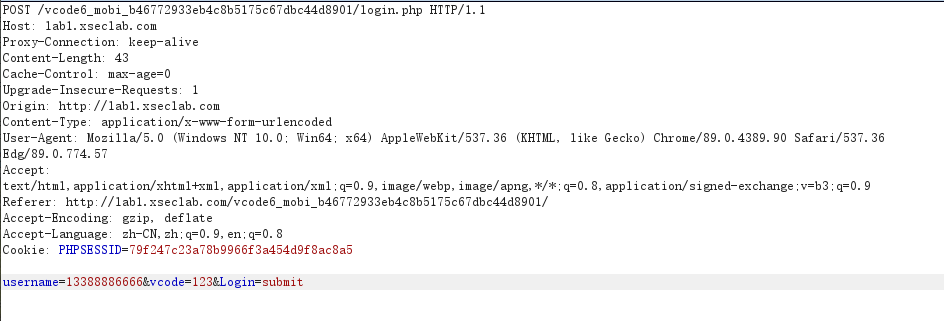 POST /vcode6_mobi_b46772933eb4c8b5175c67dbc44d8901/login.php HTTP/1.1
Host: lab1.xseclab.com
Proxy-Connection: keep-alive
Content-Length: 43
Cache-Control: max-age=0
Upgrade-Insecure-Requests: 1
Origin: http://lab1.xseclab.com
Content-Type: application/x-www-form-urlencoded
User-Agent: Mozilla/5.0 (Windows NT 10.0; Win64; x64) AppleWebKit/537.36 (KHTML, like Gecko) Chrome/89.0.4389.90 Safari/537.36
Edg/89.0.774.57
Accept:
text/html,application/xhtml+xml,application/xml;q=0.9,image/webp,image/apng,*/*;q=0.8,application/signed-exchange;v=b3;q=0.9
Referer: http://lab1.xseclab.com/vcode6_mobi_b46772933eb4c8b5175c67dbc44d8901/
Accept-Encoding: gzip, deflate
Accept-Language: zh-CN,zh;q=0.9,en;q=0.8
Cookie: PHPSESSID=79f247c23a78b9966f3a454d9f8ac8a5
username=13388886666&vcode=123&Login=submit